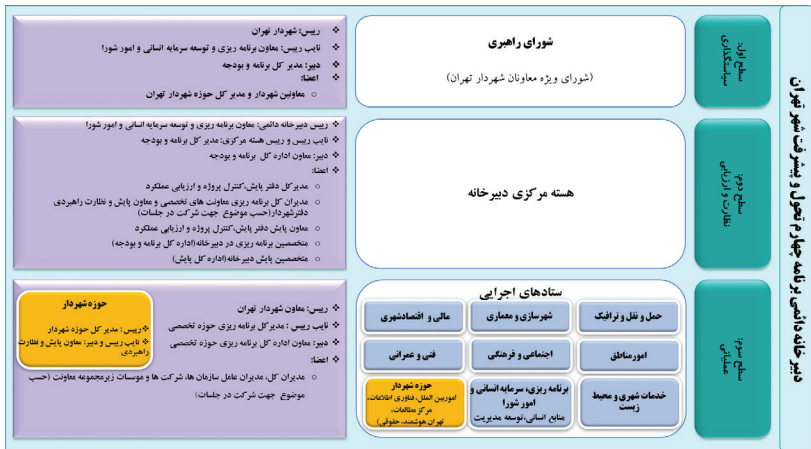 دبیرخانه دائمی برنامه چهارم تحول و پیشرفت شهر تهران
سطح اول:
سیاستگذاری
شورای راهبری
(شورای ویژه معاونان شهردار تهران)
رییس: شهردار تهران
نایب رییس: معاون برنامه ریزی و توسعه سرمایه انسانی و امور شورا
دبیر: مدیر کل برنامه و بودجه
اعضا:
معاونین شهردار و مدیر کل حوزه شهردار تهران
سطح دوم:
نظارت و ارزیابی
هسته مرکزی دبیرخانه
رییس دبیرخانه دائمی: معاون برنامه ریزی و توسعه سرمایه انسانی و امور شورا
نایب رییس و رییس هسته مرکزی: مدیر کل برنامه و بودجه
دبیر: معاون اداره کل برنامه و بودجه
اعضا:
مدیرکل دفتر پایش،کنترل پروژه و ارزیابی عملکرد
مدیران کل برنامه ریزی معاونت های تخصصی و معاون پایش و نظارت راهبردی
دفترشهردار(حسب موضوع جهت شرکت در جلسات)
معاون پایش دفتر پایش،کنترل پروژه و ارزیابی عملکرد
متخصصین برنامه ریزی در دبیرخانه(اداره کل برنامه و بودجه)
متخصصین پایش دبیرخانه(اداره کل پایش)
سطح سوم:
عملیاتی
ستادهای اجرایی
حمل و نقل و ترافیک
شهرسازی و معماری
مالی و اقتصادشهری
امورمناطق
اجتماعی و فرهنگی
فنی و عمرانی
خدمات شهری و محیط
زیست
برنامه ریزی، سرمایه انسانی و
امور شورا
منابع انسانی،توسعه مدیریت
حوزه شهردار
اموربین الملل، فناوری اطلاعات،
مرکز مطالعات،
تهران هوشمند، حقوقی)
رییس: معاون شهردار تهران
نایب رییس : مدیرکل برنامه ریزی حوزه تخصصی
دبیر: معاون اداره کل برنامه ریزی حوزه تخصصی
اعضا:
مدیران کل، مدیران عامل سازمان ها، شرکت ها و موسسات زیرمجموعه معاونت (حسب
موضوع جهت شرکت در جلسات)
حوزه شهردار
رییس: مدیر کل حوزه شهردار
نایب رییس و دبیر: معاون پایش و نظارت
راهبردی